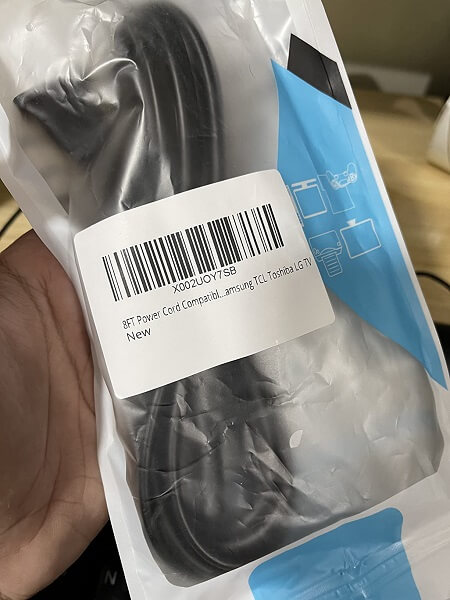 X002UOY7SB
8FT Power Cord Compatibl...amsung TCL Toshiba LG TV
New
N